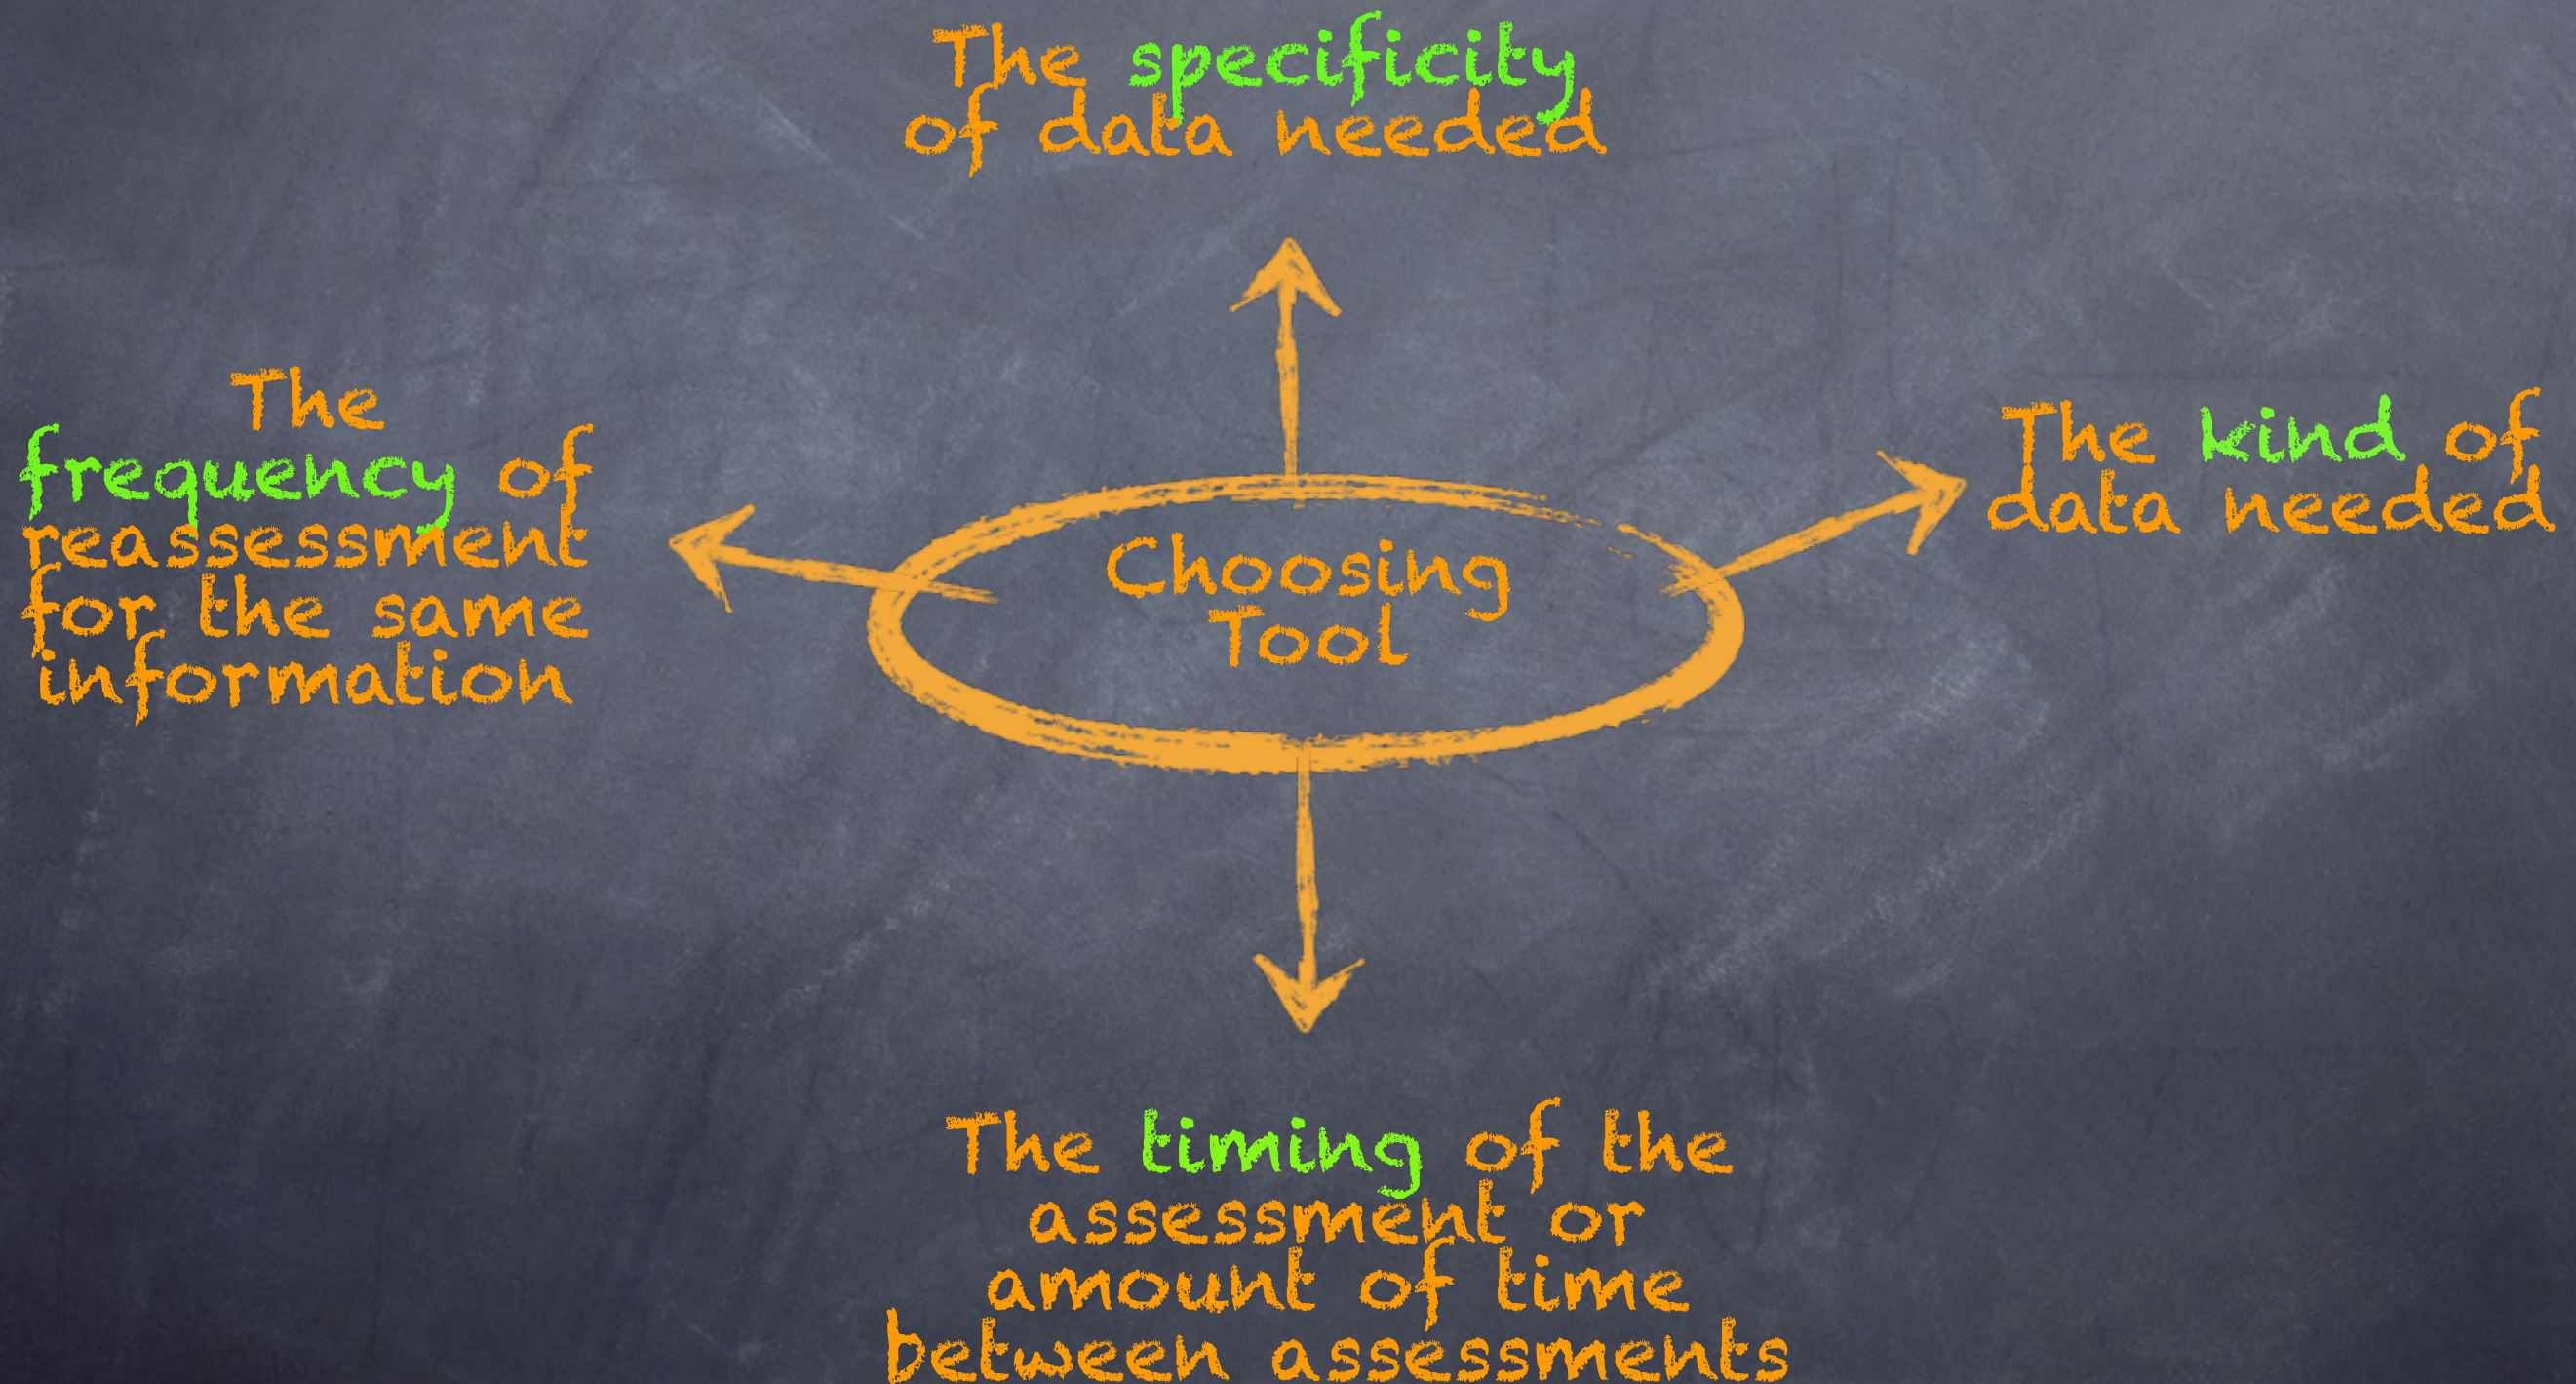 The specificity
of data needed
The
frequency of
reassessment
for the same
information
Choosing
Tool
The kind of
data needed
The timing of the
assessment or
amount of time
between assessments